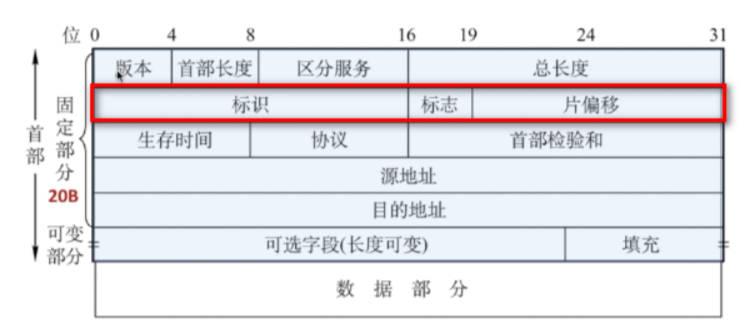 位 0 4 8 16 19 24 31
版本 首部长度 区分服务 总长度
标识 标志 片偏移
生存时间 协议 首部检验和
源地址
目的地址
可选字段(长度可变) 填充
数据部分
首部
固定部分
20B
可变部分